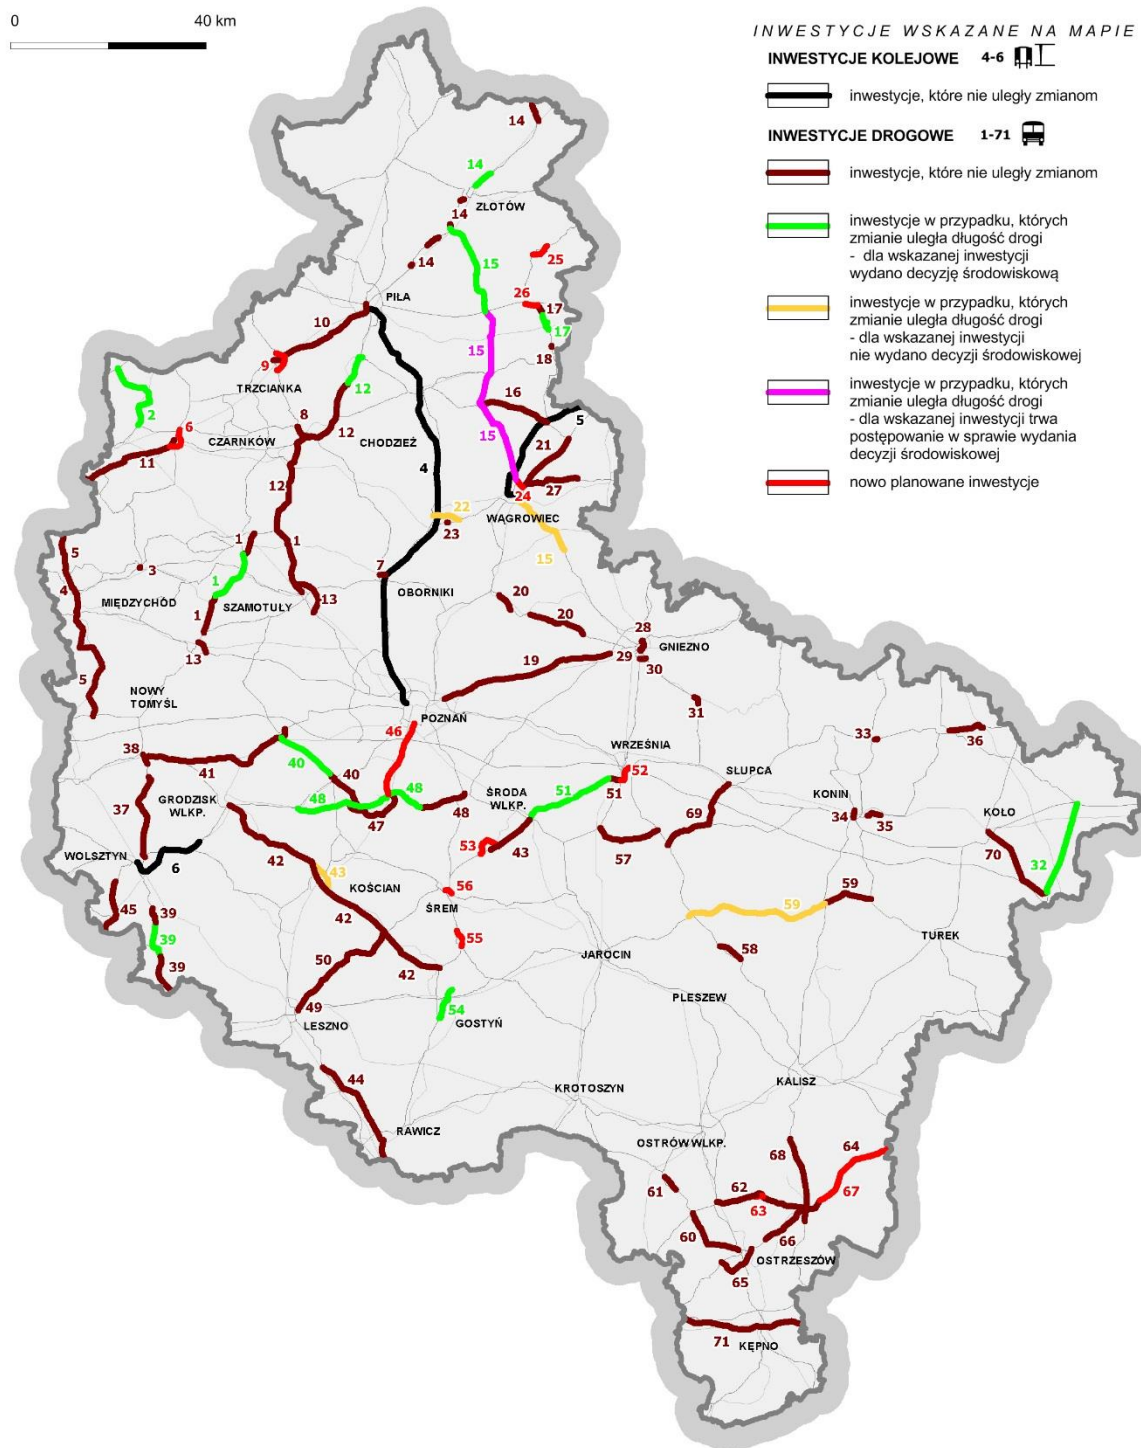 0 40 km
INWESTYCJE WSKAZANE NA MAPIE
INWESTYCJE KOLEJOWE 4-6
inwestycje, które nie uległy zmianom
INWESTYCJE DROGOWE 1-71
inwestycje, które nie uległy zmianom
inwestycje w przypadku, których
zmianie uległa długość drogi
- dla wskazanej inwestycji
wydano decyzję środowiskową
inwestycje w przypadku, których
zmianie uległa długość drogi
- dla wskazanej inwestycji
nie wydano decyzji środowiskowej
inwestycje w przypadku, których
zmianie uległa długość drogi
- dla wskazanej inwestycji trwa
postępowanie w sprawie wydania
decyzji środowiskowej
nowo planowane inwestycje
14
14
ZŁOTÓW
14
14
15
25
PIŁA
26
17
10
17
15
18
9
TRZCIANKA
12
2
16
8
5
6
CZARNKÓW
12
CHODZIEŻ
15
21
11
4
12
24
27
22
WĄGROWIEC
23
5
1
1
15
3
7
1
4
OBORNIKI
20
MIĘDZYCHÓD
SZAMOTUŁY
13
1
20
28
13
GNIEZNO
29
30
19
5
NOWY
TOMYŚL
31
POZNAŃ
46
33
36
38
WRZEŚNIA
40
41
40
52
SŁUPCA
51
51
48
48
ŚRODA
WLKP.
37
GRODZISK
WLKP.
KONIN
48
69
47
34
35
KOŁO
53
43
57
WOLSZTYN
42
70
32
6
43
KOŚCIAN
56
45
39
42
ŚREM
59
59
39
55
TUREK
50
58
JAROCIN
39
42
PLESZEW
49
54
LESZNO
GOSTYŃ
44
KALISZ
KROTOSZYN
RAWICZ
OSTRÓW WLKP.
68
64
61
62
63
67
60
66
OSTRZESZÓW
65
71
KĘPNO